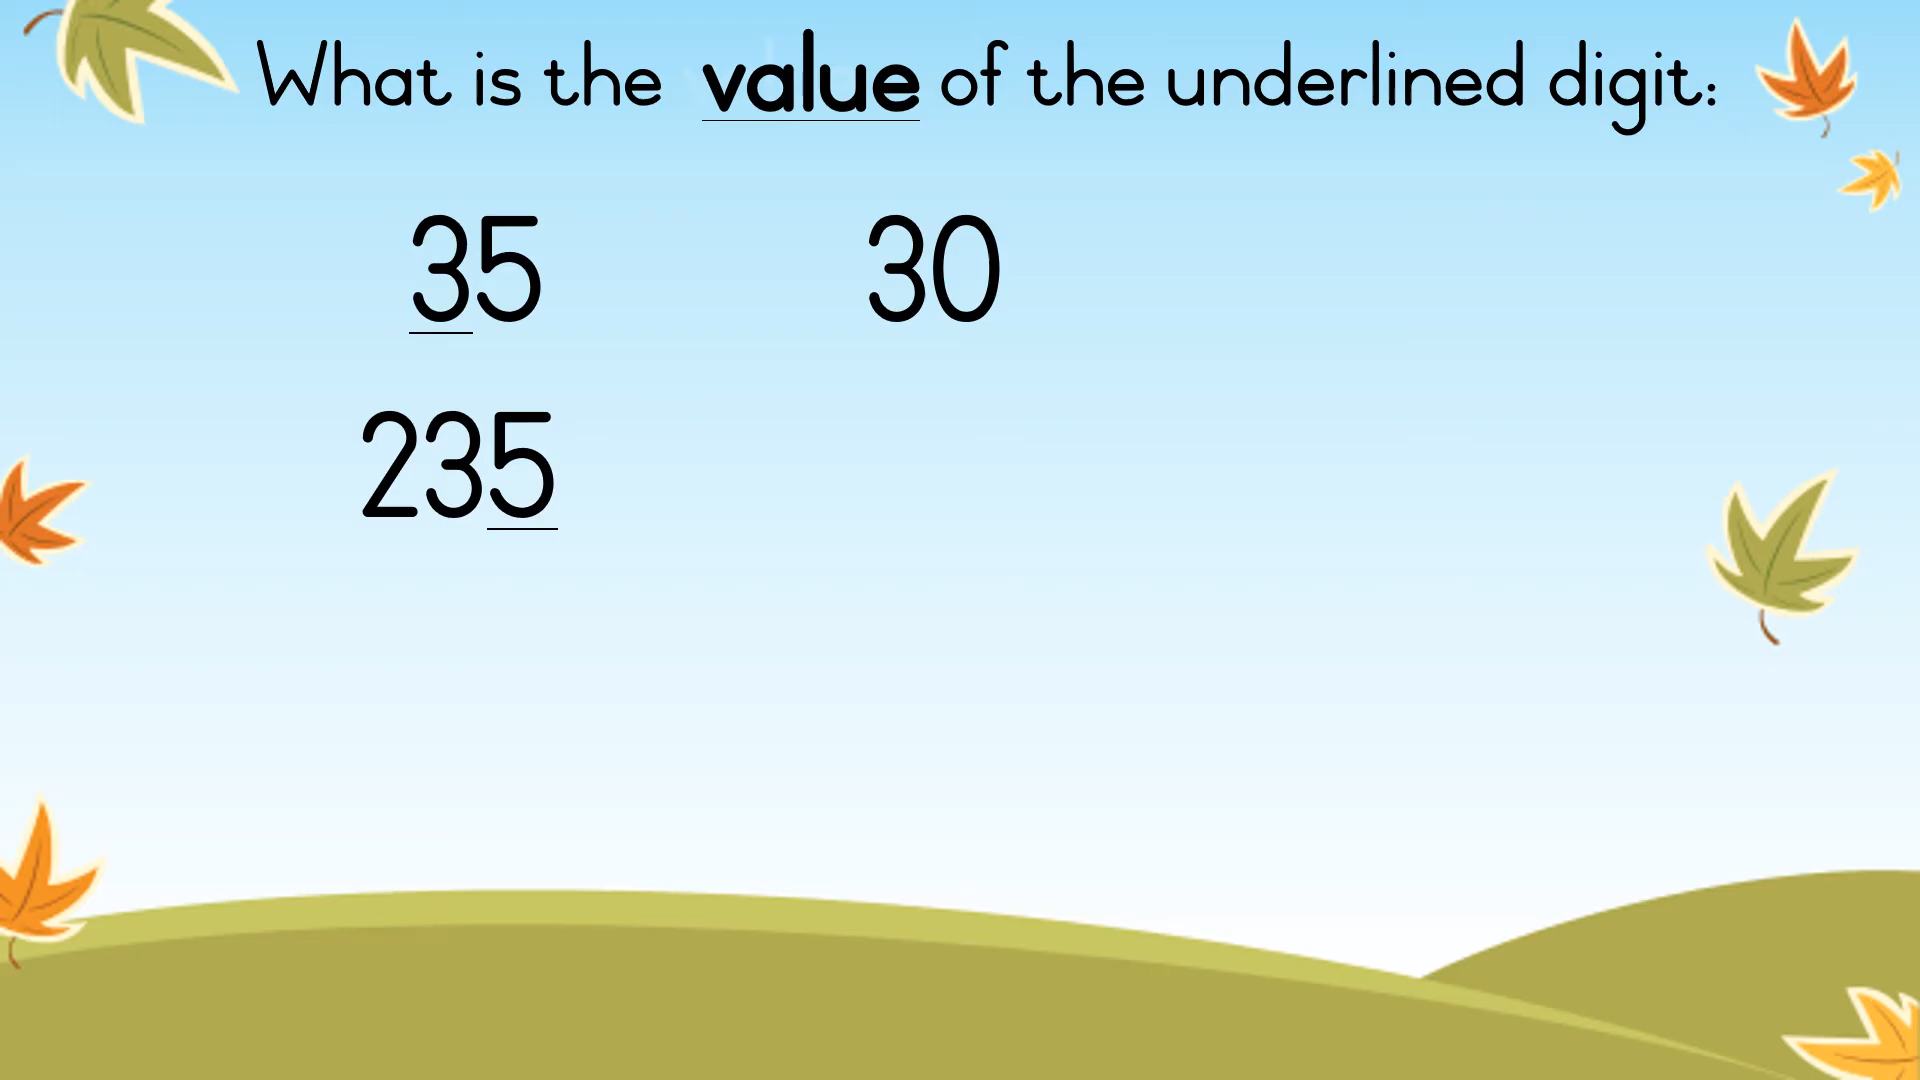 What is the value of the underlined digit:
35 30
235